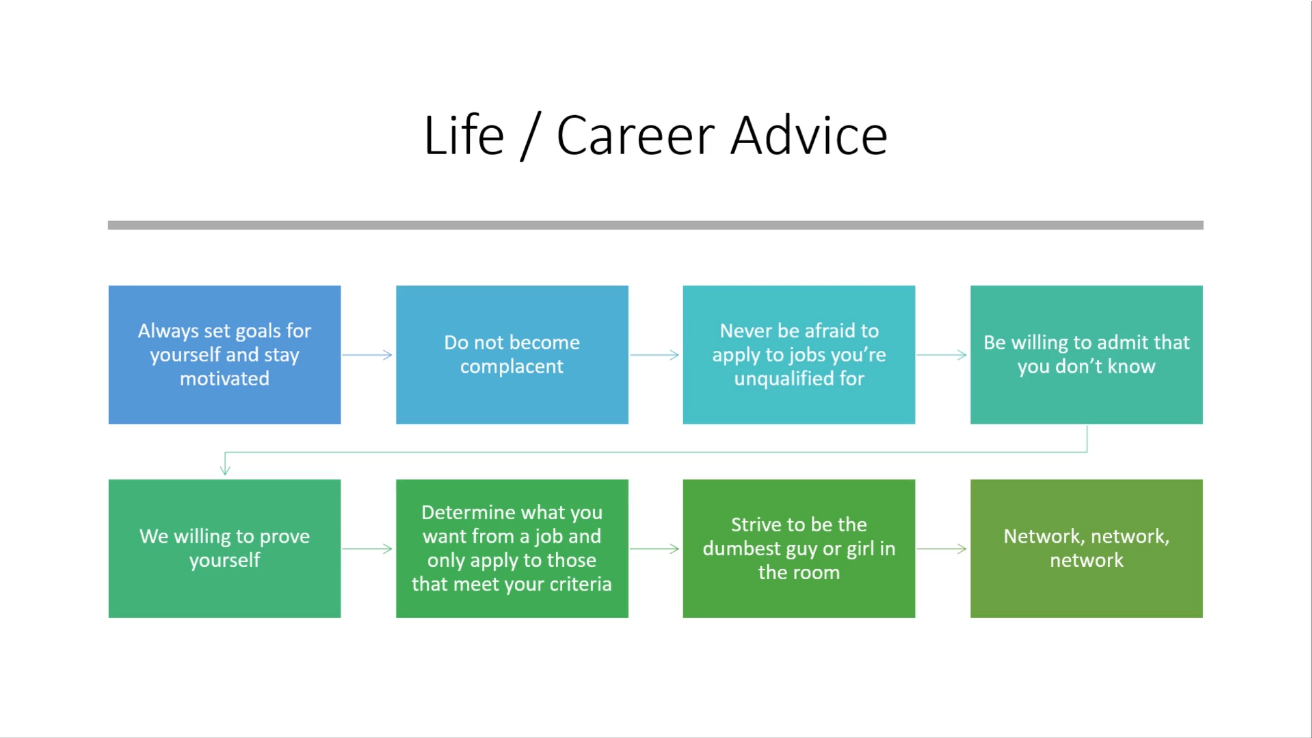 Life / Career Advice
Always set goals for
yourself and stay
motivated
Do not become
complacent
Never be afraid to
apply to jobs you’re
unqualified for
Be willing to admit that
you don’t know
We willing to prove
yourself
Determine what you
want from a job and
only apply to those
that meet your criteria
Strive to be the
dumbest guy or girl in
the room
Network, network,
network